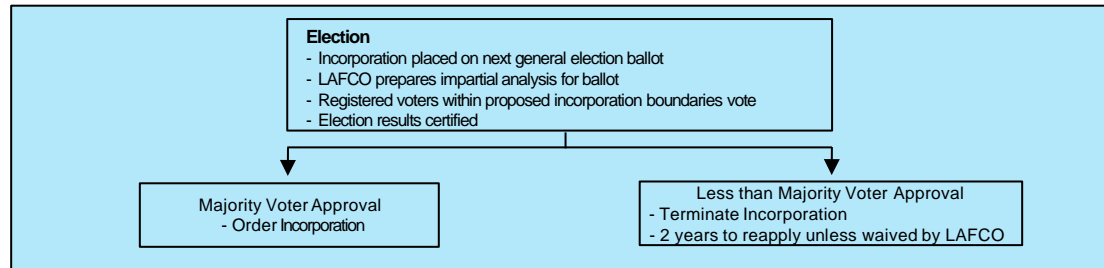 Election
- Incorporation placed on next general election ballot
- LAFCO prepares impartial analysis for ballot
- Registered voters within proposed incorporation boundaries vote
- Election results certified
Majority Voter Approval
- Order Incorporation
Less than Majority Voter Approval
- Terminate Incorporation
- 2 years to reapply unless waived by LAFCO